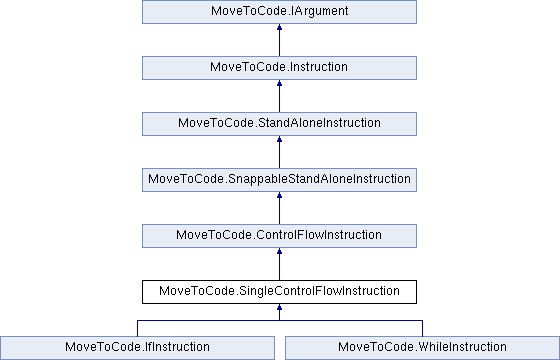 MoveToCode.IArgument
MoveToCode.Instruction
MoveToCode.StandAloneInstruction
MoveToCode.SnappableStandAloneInstruction
MoveToCode.ControlFlowInstruction
MoveToCode.SingleControlFlowInstruction
MoveToCode.IfInstruction
MoveToCode.WhileInstruction